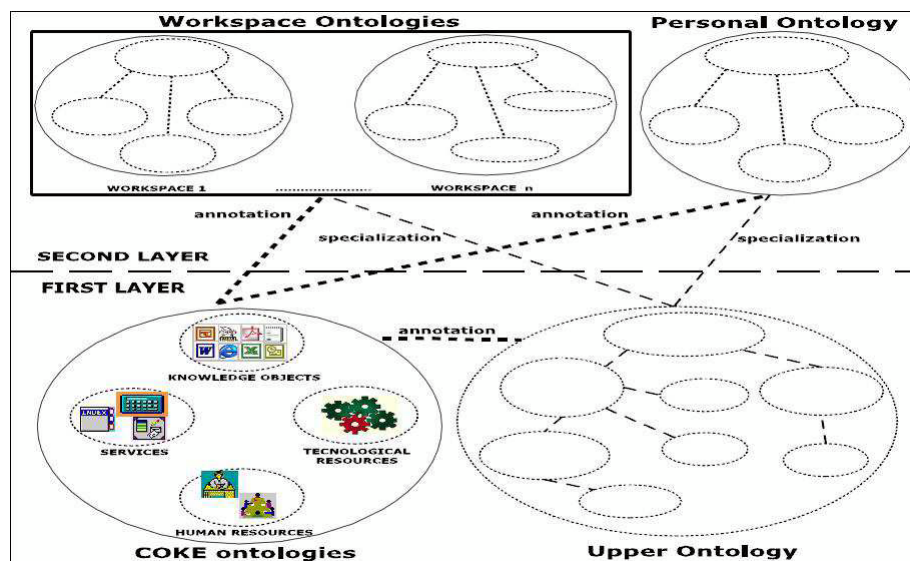 Workspace Ontologies
Personal Ontology
WORKSPACE 1
WORKSPACE n
annotation
annotation
specialization
specialization
SECOND LAYER
FIRST LAYER
annotation
W
KNOWLEDGE OBJECTS
INDEX
SERVICES
TECNOLOGICAL
RESOURCES
HUMAN RESOURCES
COKE ontologies
Upper Ontology